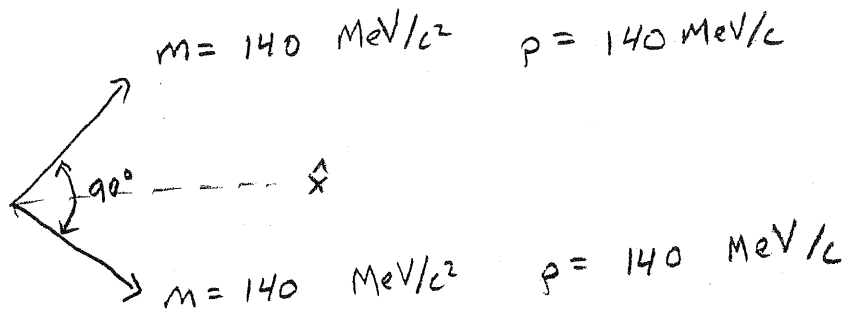 m = 140 MeV/c² p = 140 MeV/c
90° x̂
m = 140 MeV/c² p = 140 MeV/c